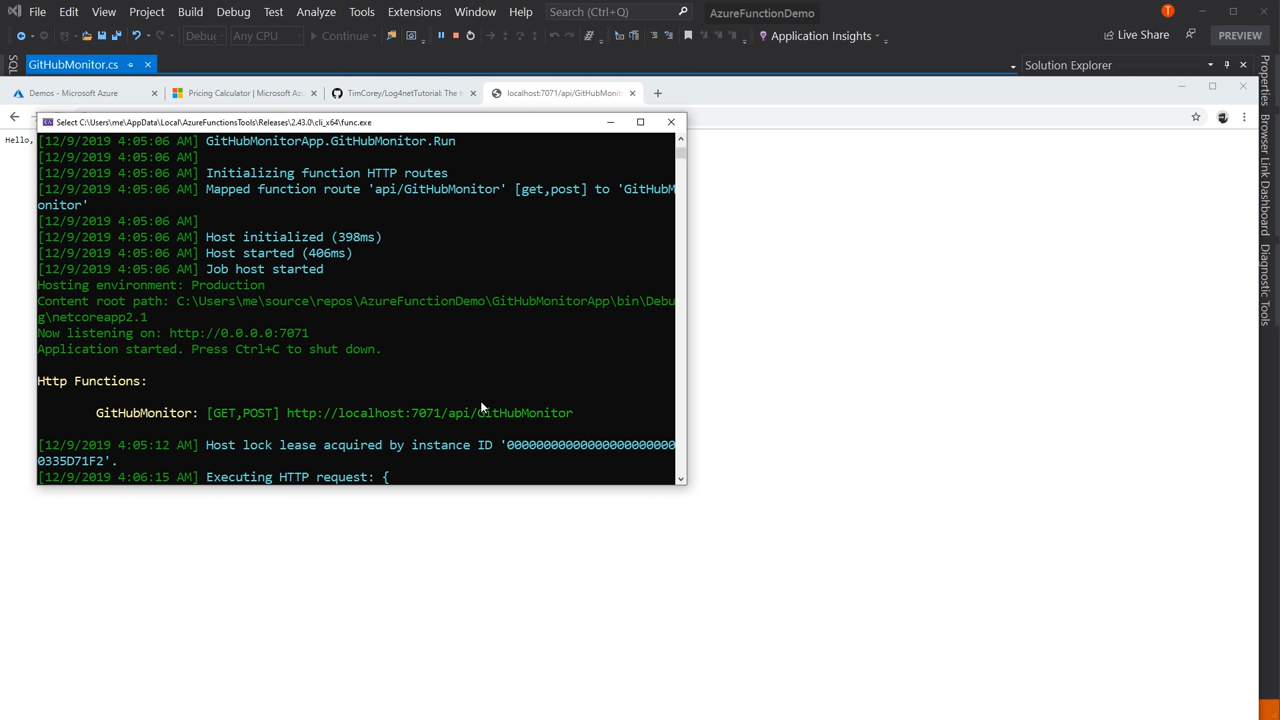 File Edit View Project Build Debug Test Analyze Tools Extensions Window Help Search (Ctrl+Q) AzureFunctionDemo
Debug Any CPU Continue Application Insights Live Share PREVIEW
SQL
GitHubMonitor.cs
Solution Explorer
Demos - Microsoft Azure
Pricing Calculator | Microsoft Az
TimCorey/Log4netTutorial: The t
localhost:7071/api/GitHubMonit
Hello,
Select C:\Users\me\AppData\Local\AzureFunctionsTools\Releases\2.43.0\cli_x64\func.exe
[12/9/2019 4:05:06 AM] GitHubMonitorApp.GitHubMonitor.Run
[12/9/2019 4:05:06 AM]
[12/9/2019 4:05:06 AM] Initializing function HTTP routes
[12/9/2019 4:05:06 AM] Mapped function route 'api/GitHubMonitor' [get,post] to 'GitHubM
onitor'
[12/9/2019 4:05:06 AM]
[12/9/2019 4:05:06 AM] Host initialized (398ms)
[12/9/2019 4:05:06 AM] Host started (406ms)
[12/9/2019 4:05:06 AM] Job host started
Hosting environment: Production
Content root path: C:\Users\me\source\repos\AzureFunctionDemo\GitHubMonitorApp\bin\Debu
g\netcoreapp2.1
Now listening on: http://0.0.0.0:7071
Application started. Press Ctrl+C to shut down.
Http Functions:
GitHubMonitor: [GET,POST] http://localhost:7071/api/GitHubMonitor
[12/9/2019 4:05:12 AM] Host lock lease acquired by instance ID '00000000000000000000000
0335D71F2'.
[12/9/2019 4:06:15 AM] Executing HTTP request: {
Properties
Browser Link Dashboard
Diagnostic Tools